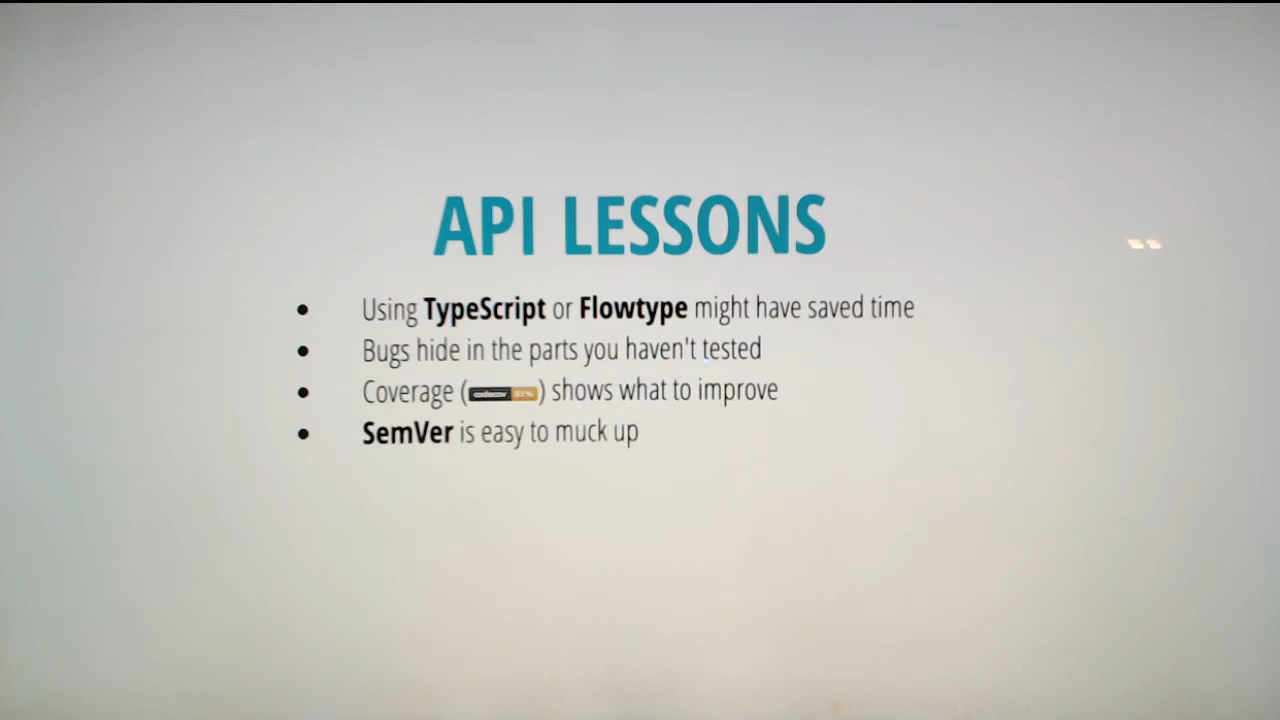 API LESSONS
• Using TypeScript or Flowtype might have saved time
• Bugs hide in the parts you haven't tested
• Coverage () shows what to improve
• SemVer is easy to muck up